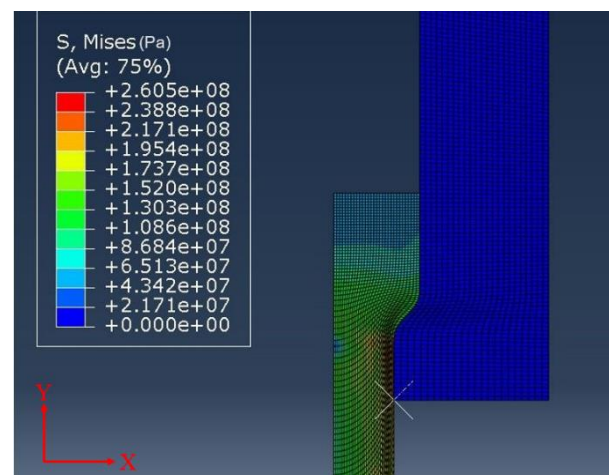 S, Mises (Pa)
(Avg: 75%)
+2.605e+08
+2.388e+08
+2.171e+08
+1.954e+08
+1.737e+08
+1.520e+08
+1.303e+08
+1.086e+08
+8.684e+07
+6.513e+07
+4.342e+07
+2.171e+07
+0.000e+00
Y
X